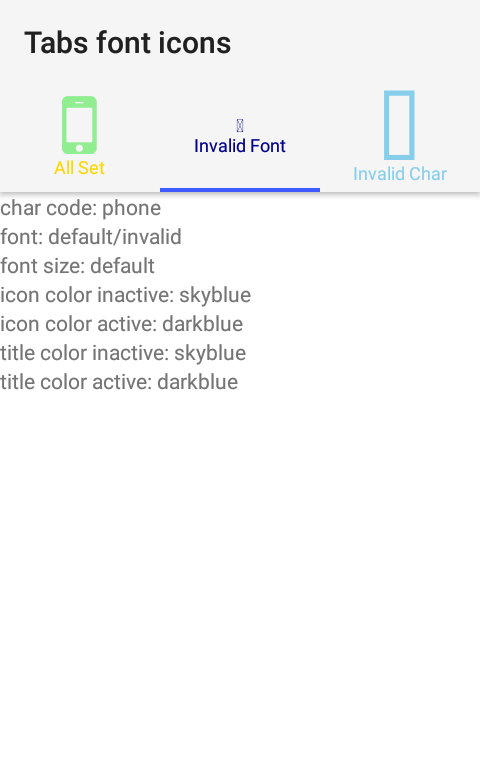 Tabs font icons
All Set
Invalid Font
Invalid Char
char code: phone
font: default/invalid
font size: default
icon color inactive: skyblue
icon color active: darkblue
title color inactive: skyblue
title color active: darkblue